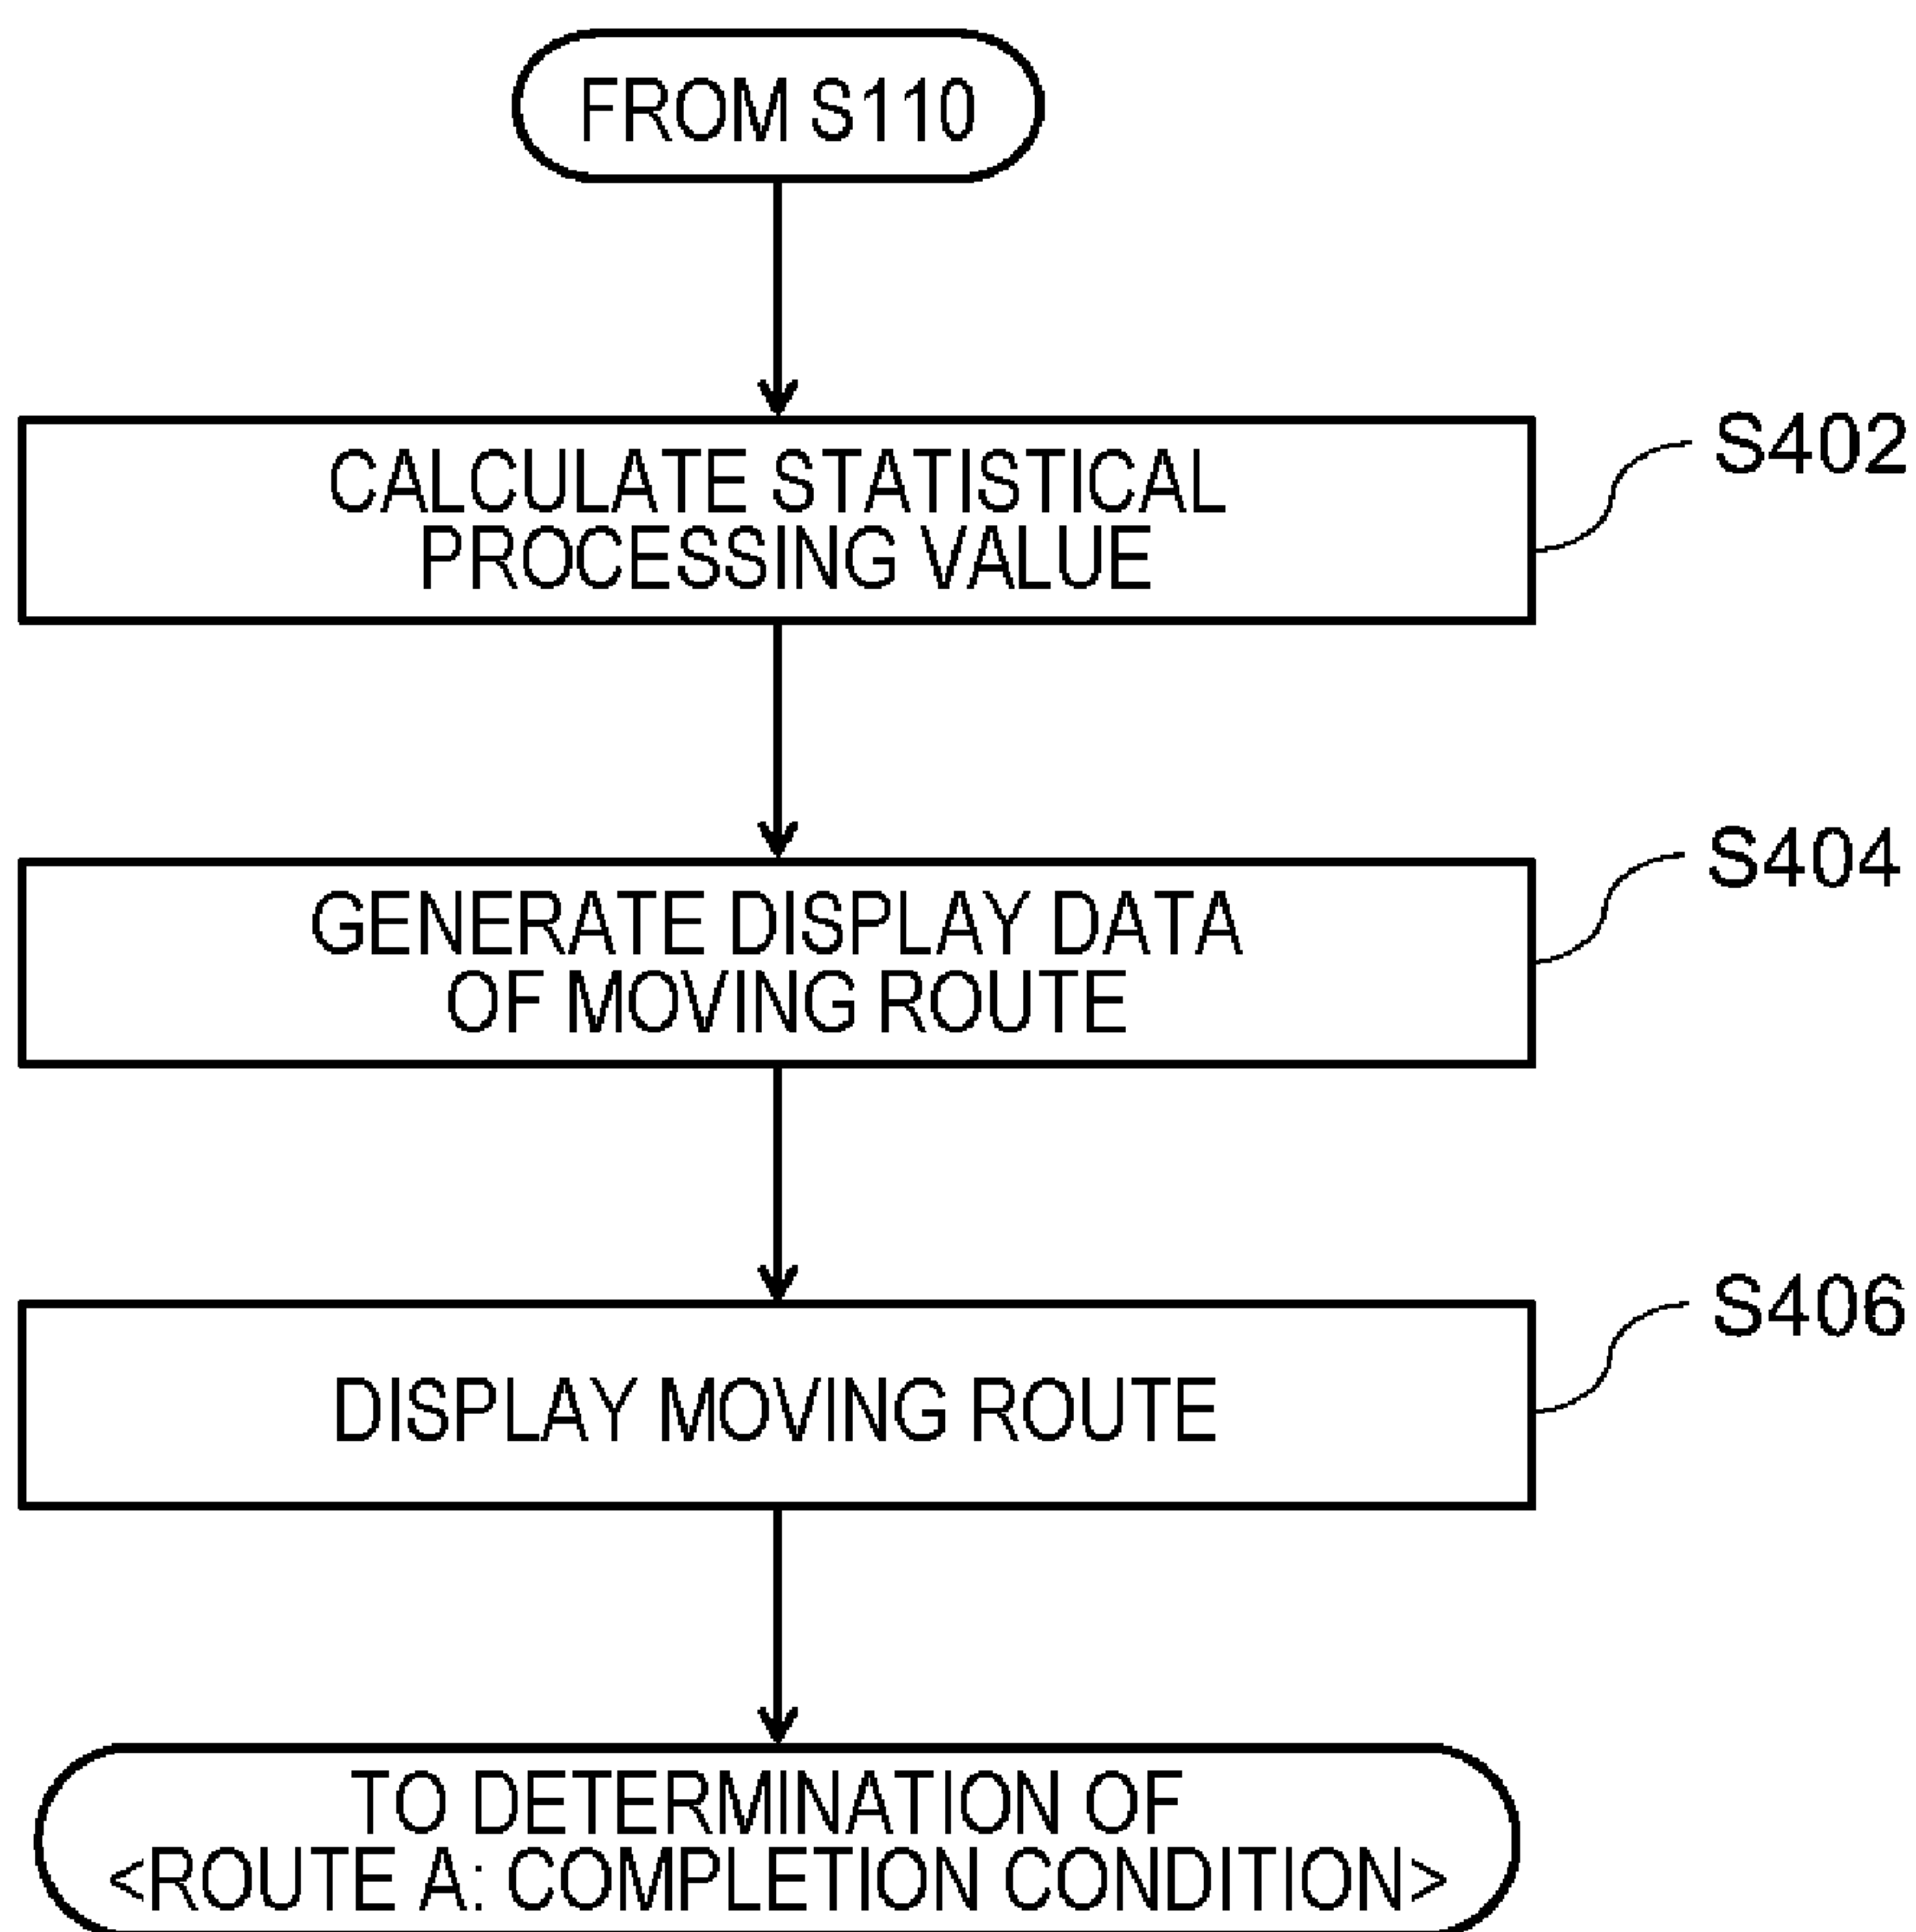 FROM S110
CALCULATE STATISTICAL
PROCESSING VALUE
S402
GENERATE DISPLAY DATA
OF MOVING ROUTE
S404
DISPLAY MOVING ROUTE
S406
TO DETERMINATION OF
<ROUTE A: COMPLETION CONDITION>